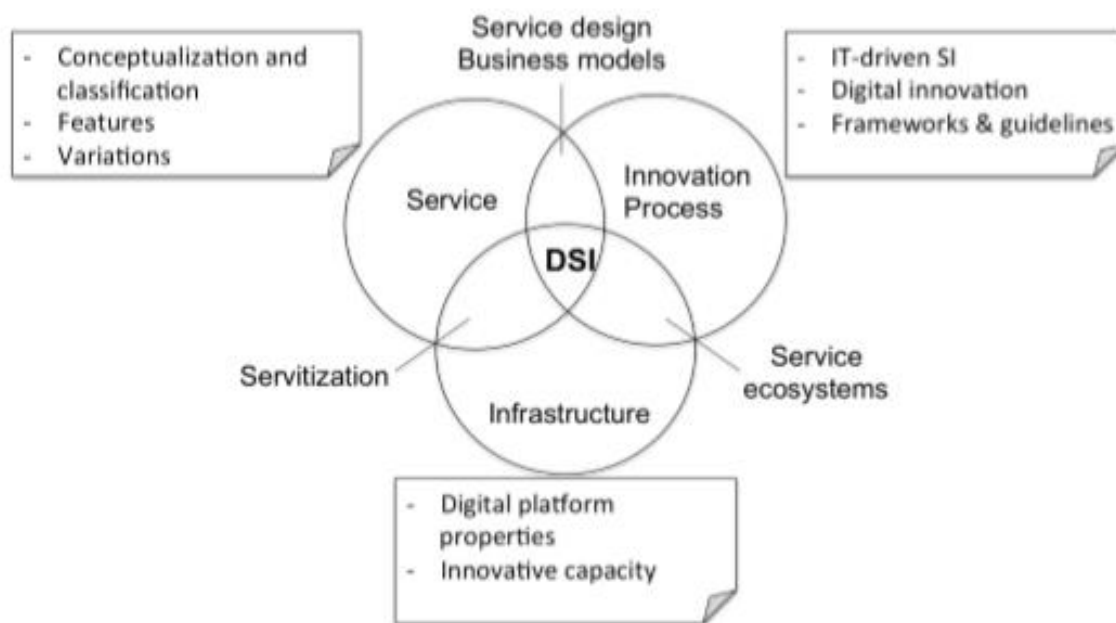 Service design
Business models
- Conceptualization and
classification
- Features
- Variations
- IT-driven SI
- Digital innovation
- Frameworks & guidelines
Service
Innovation
Process
DSI
Servitization
Service
ecosystems
Infrastructure
- Digital platform
properties
- Innovative capacity